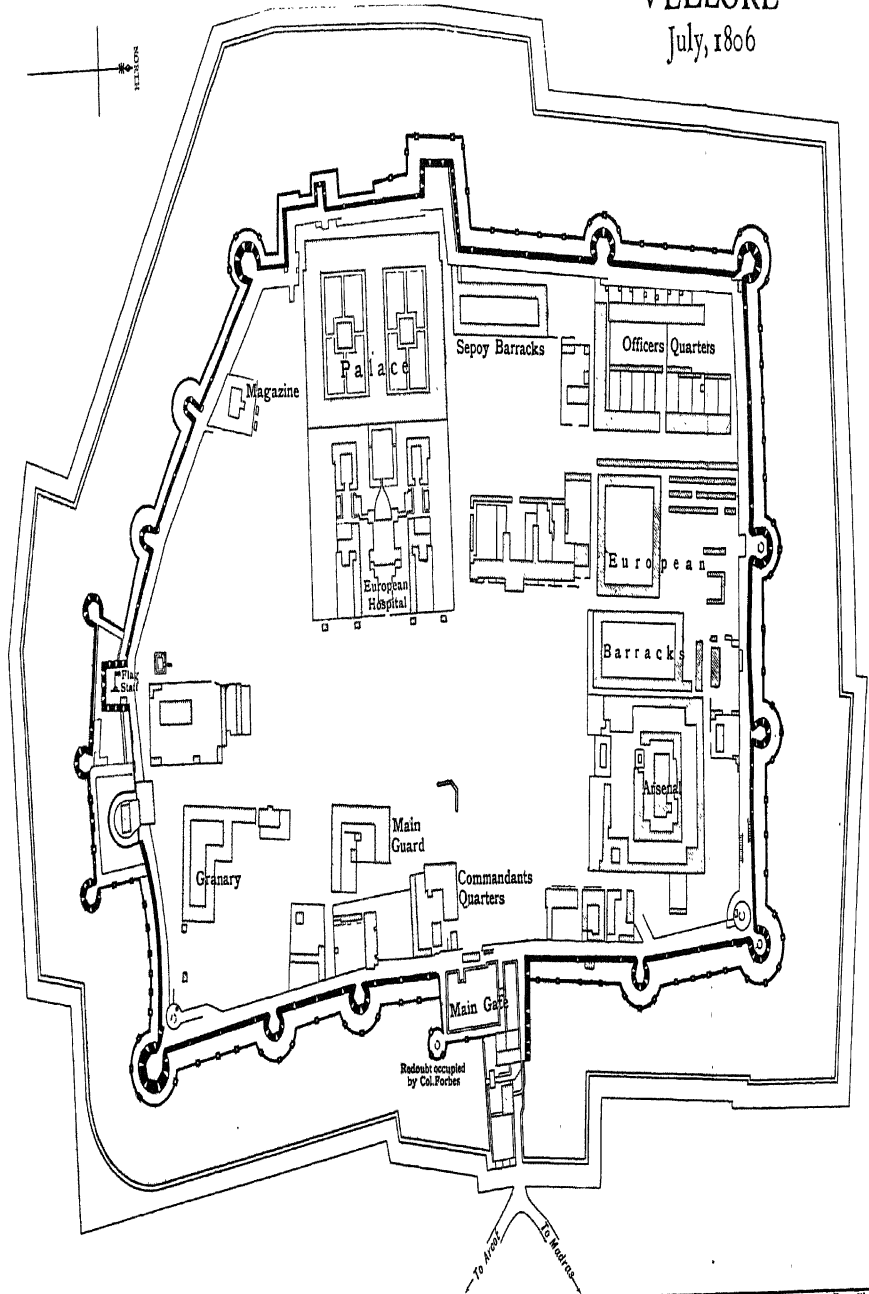 VELLORE
July, 1806
NORTH
Palace
Sepoy Barracks
Officers Quarters
Magazine
European
Hospital
European
Barracks
Flag
Staff
Arsenal
Main
Guard
Granary
Commandants
Quarters
Main Gate
Redoubt occupied
by Col. Forbes
To Arcot
To Madras